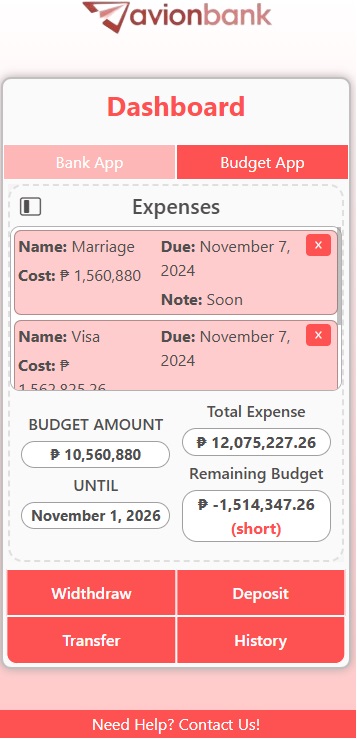 avionbank
Dashboard
Bank App
Budget App
Expenses
Name: Marriage
Cost: ₱ 1,560,880
Due: November 7,
2024
Note: Soon
x
Name: Visa
Cost: ₱
1,562,825.26
Due: November 7,
2024
x
BUDGET AMOUNT
₱ 10,560,880
UNTIL
November 1, 2026
Total Expense
₱ 12,075,227.26
Remaining Budget
₱ -1,514,347.26
(short)
Widthdraw
Deposit
Transfer
History
Need Help? Contact Us!